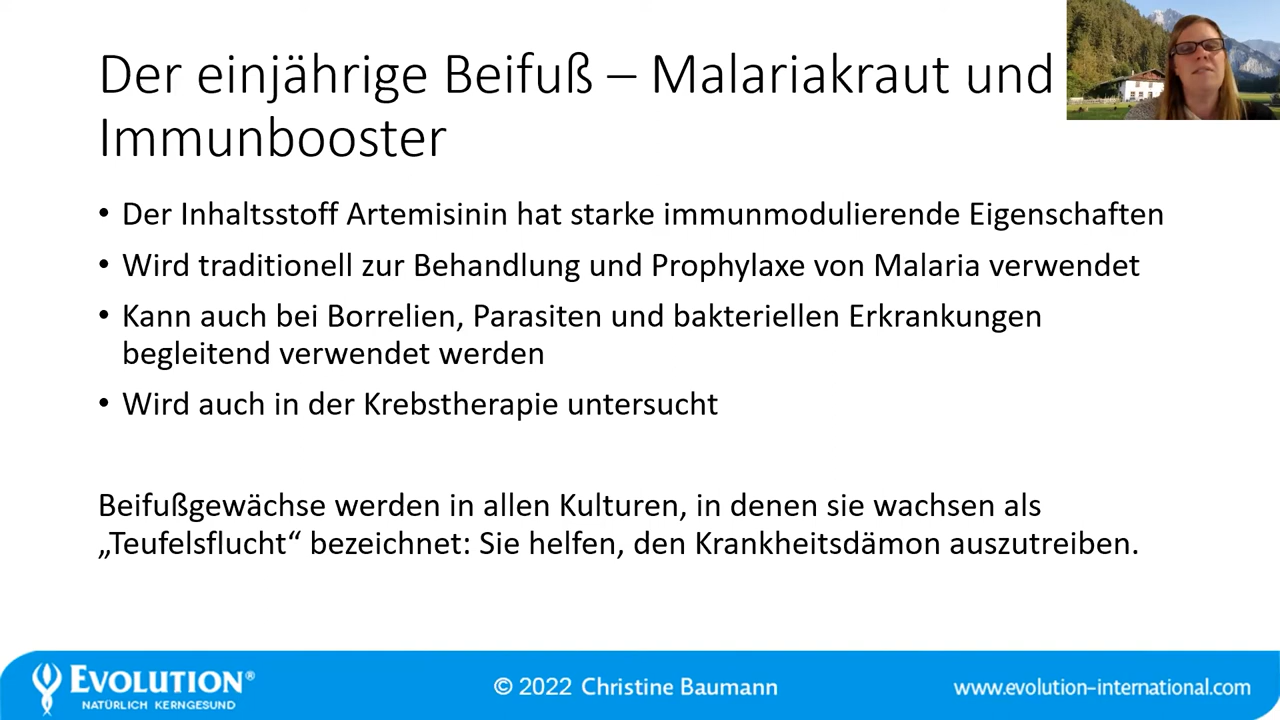 Der einjährige Beifuß – Malariakraut und
Immunbooster
• Der Inhaltsstoff Artemisinin hat starke immunmodulierende Eigenschaften
• Wird traditionell zur Behandlung und Prophylaxe von Malaria verwendet
• Kann auch bei Borrelien, Parasiten und bakteriellen Erkrankungen
begleitend verwendet werden
• Wird auch in der Krebstherapie untersucht
Beifußgewächse werden in allen Kulturen, in denen sie wachsen als
„Teufelsflucht“ bezeichnet: Sie helfen, den Krankheitsdämon auszutreiben.
EVOLUTION®
NATÜRLICH KERNGESUND
© 2022 Christine Baumann
www.evolution-international.com